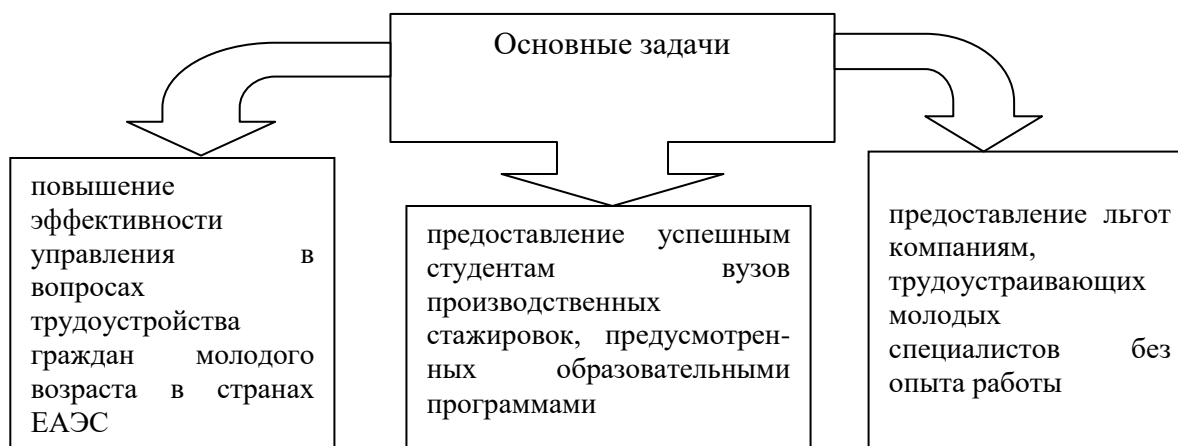 Основные задачи
повышение
эффективности
управления в
вопросах
трудоустройства
граждан молодого
возраста в странах
ЕАЭС
предоставление успешным
студентам вузов
производственных
стажировок, предусмотрен-
ных образовательными
программами
предоставление льгот
компаниям,
трудоустраивающих
молодых
специалистов без
опыта работы